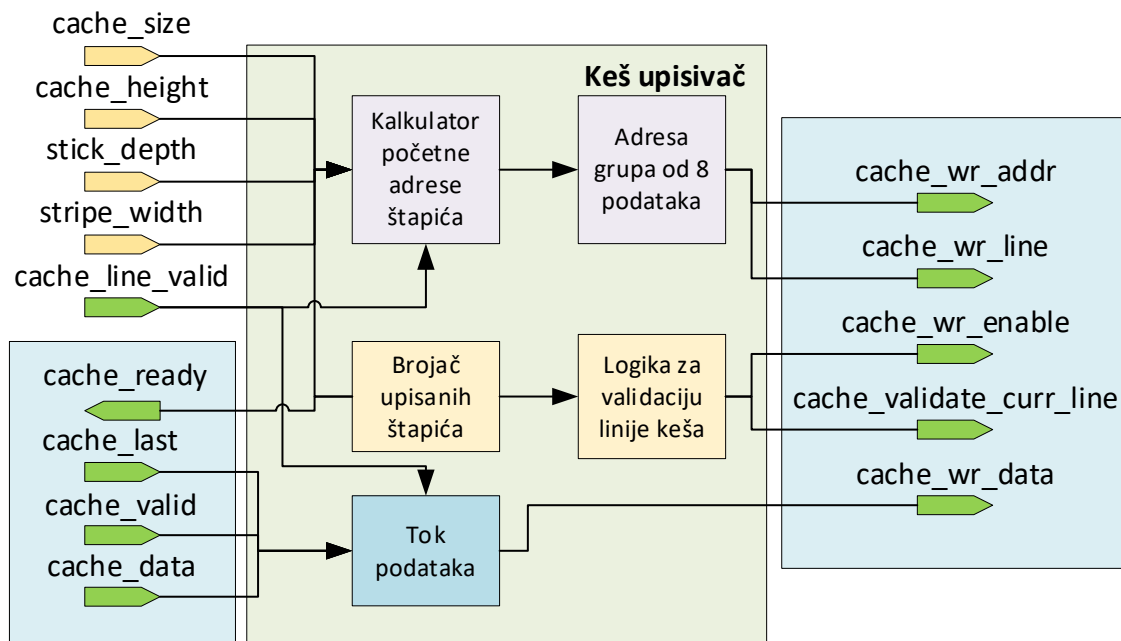 cache_size
cache_height
stick_depth
stripe_width
cache_line_valid
cache_ready
cache_last
cache_valid
cache_data
Keš upisivač
Kalkulator
početne
adrese
štapića
Adresa
grupa od 8
podataka
Brojač
upisanih
štapića
Logika za
validaciju
linije keša
Tok
podataka
cache_wr_addr
cache_wr_line
cache_wr_enable
cache_validate_curr_line
cache_wr_data